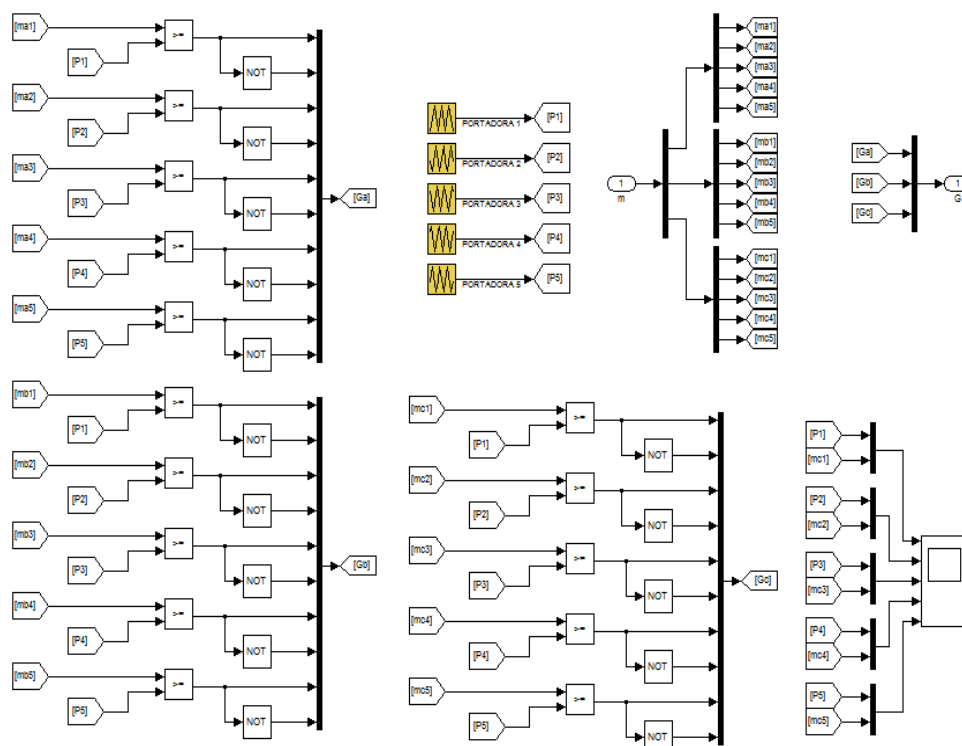 [ma1]
>=
[P1]
NOT
[ma2]
>=
[P2]
NOT
[ma3]
>=
[P3]
NOT
[ma4]
>=
[P4]
NOT
[ma5]
>=
[P5]
NOT
[Ga]
PORTADORA 1
[P1]
PORTADORA 2
[P2]
PORTADORA 3
[P3]
PORTADORA 4
[P4]
PORTADORA 5
[P5]
1
m
[ma1]
[ma2]
[ma3]
[ma4]
[ma5]
[mb1]
[mb2]
[mb3]
[mb4]
[mb5]
[mc1]
[mc2]
[mc3]
[mc4]
[mc5]
[Ga]
[Gb]
[Gc]
1
G
[mb1]
>=
[P1]
NOT
[mb2]
>=
[P2]
NOT
[mb3]
>=
[P3]
NOT
[mb4]
>=
[P4]
NOT
[mb5]
>=
[P5]
NOT
[Gb]
[mc1]
>=
[P1]
NOT
[mc2]
>=
[P2]
NOT
[mc3]
>=
[P3]
NOT
[mc4]
>=
[P4]
NOT
[mc5]
>=
[P5]
NOT
[Gc]
[P1]
[mc1]
[P2]
[mc2]
[P3]
[mc3]
[P4]
[mc4]
[P5]
[mc5]